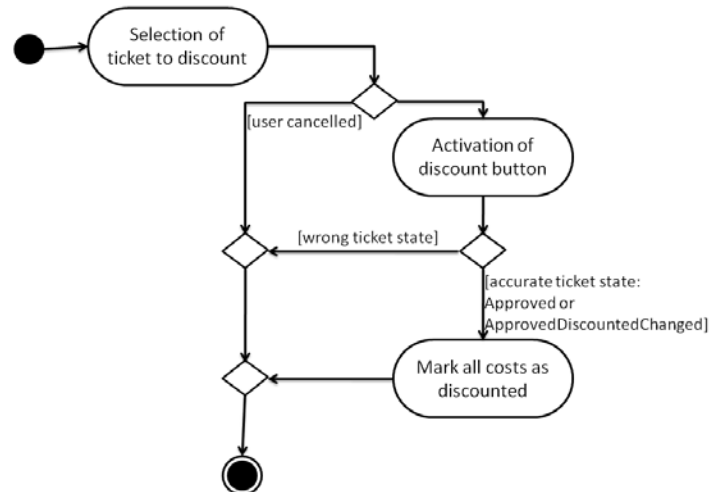 Selection of
ticket to discount
[user cancelled]
Activation of
discount button
[wrong ticket state]
[accurate ticket state:
Approved or
ApprovedDiscountedChanged]
Mark all costs as
discounted